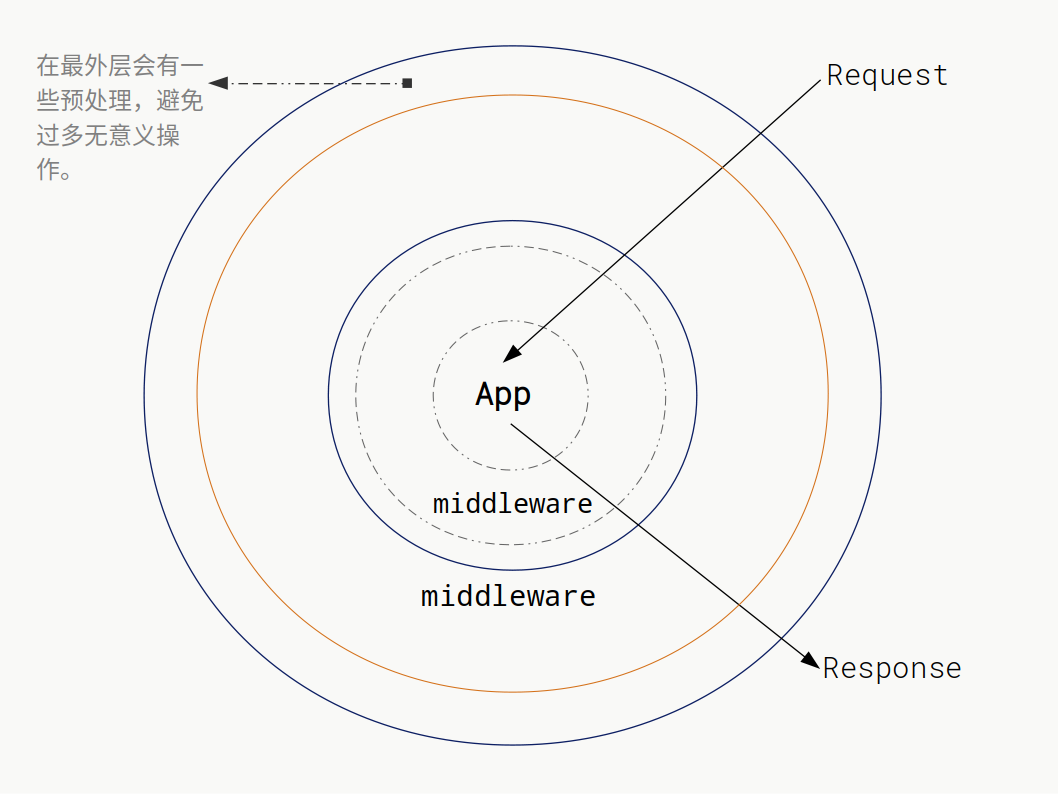 在最外层会有一
些预处理，避免
过多无意义操
作。
Request
App
middleware
middleware
Response